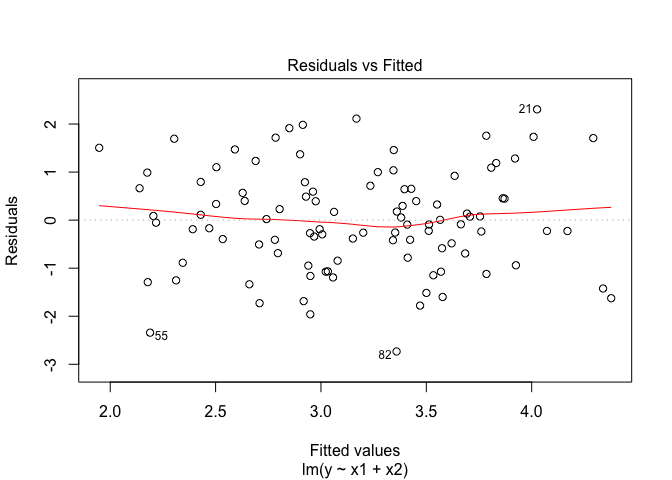 Residuals vs Fitted
Residuals
2
1
0
-1
-2
-3
21
55
82
2.0 2.5 3.0 3.5 4.0
Fitted values
lm(y ~ x1 + x2)